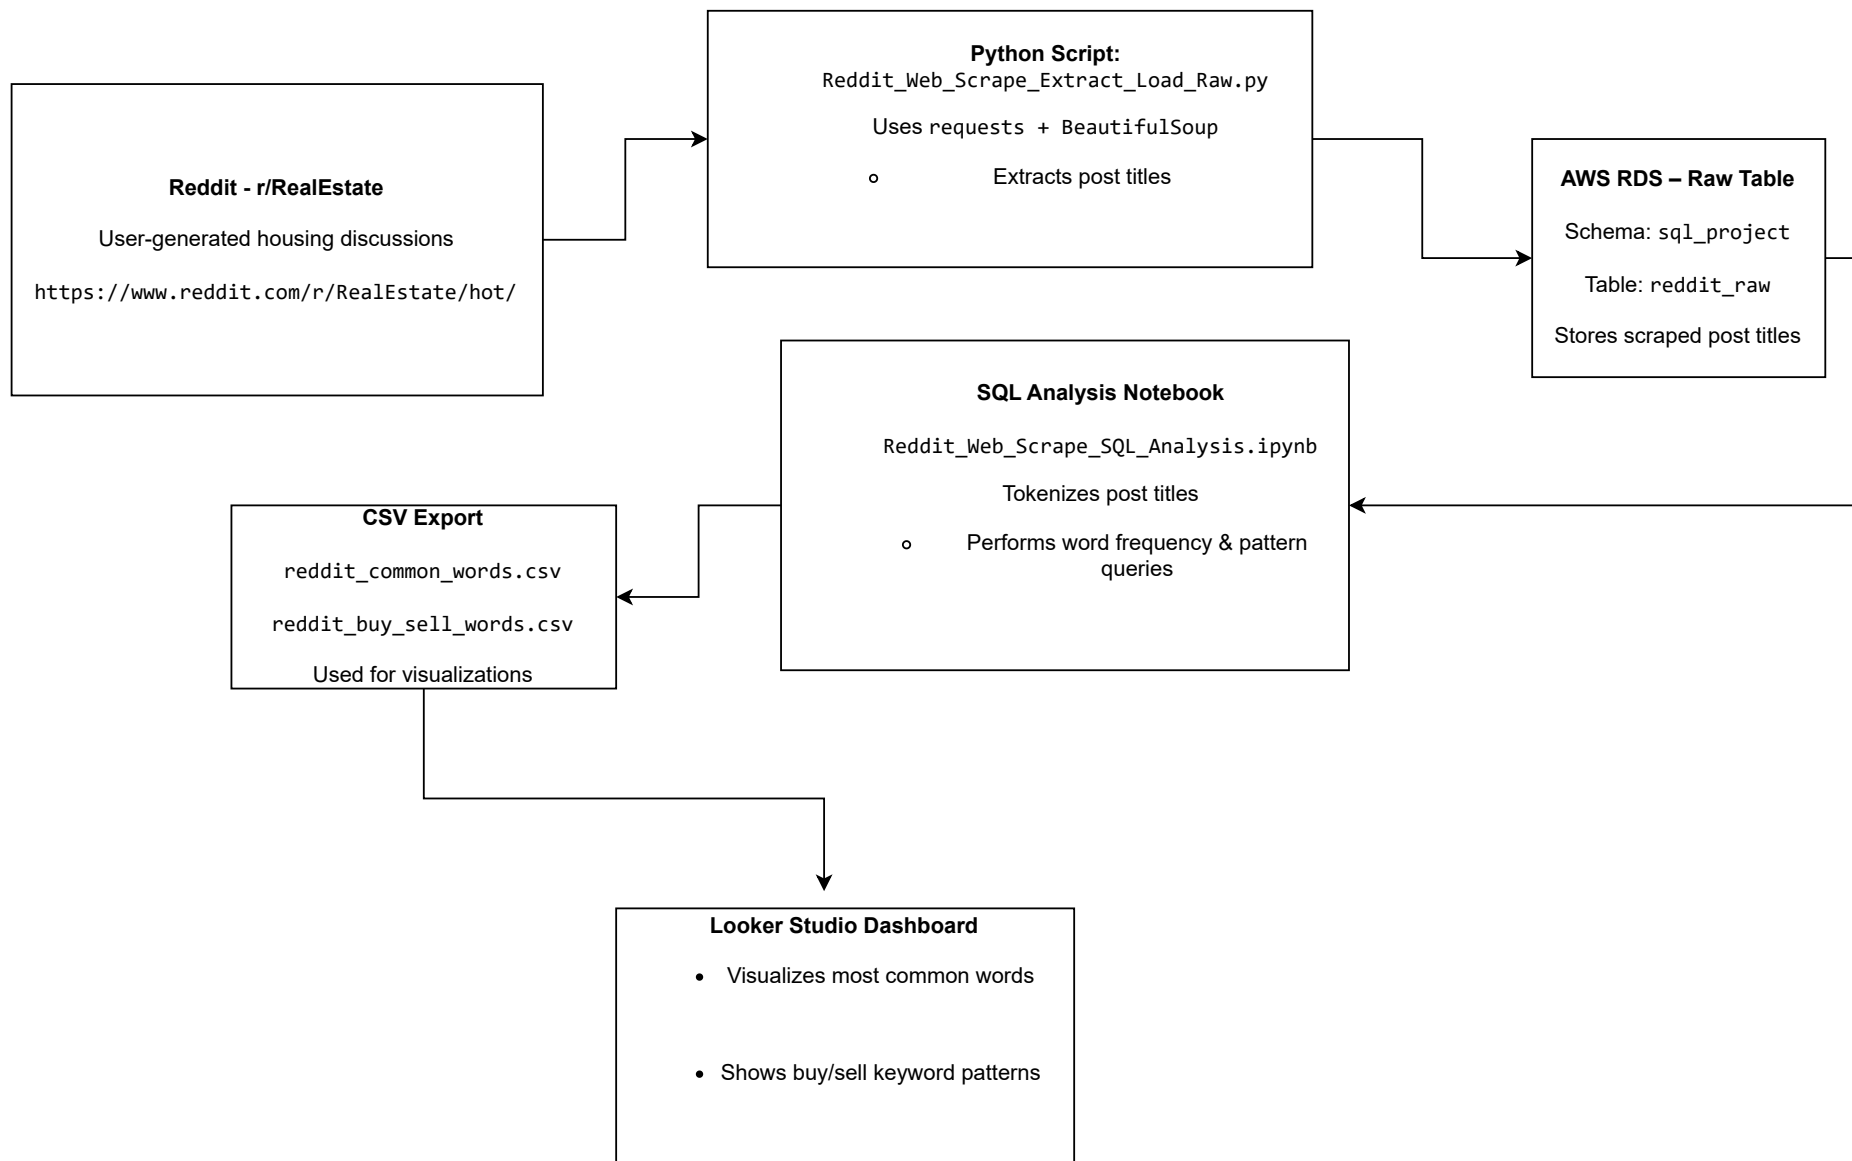 Reddit - r/RealEstate
User-generated housing discussions
https://www.reddit.com/r/RealEstate/hot/
Python Script:
Reddit_Web_Scrape_Extract_Load_Raw.py
Uses requests + BeautifulSoup
Extracts post titles
AWS RDS – Raw Table
Schema: sql_project
Table: reddit_raw
Stores scraped post titles
SQL Analysis Notebook
Reddit_Web_Scrape_SQL_Analysis.ipynb
Tokenizes post titles
Performs word frequency & pattern
queries
CSV Export
reddit_common_words.csv
reddit_buy_sell_words.csv
Used for visualizations
Looker Studio Dashboard
Visualizes most common words
Shows buy/sell keyword patterns